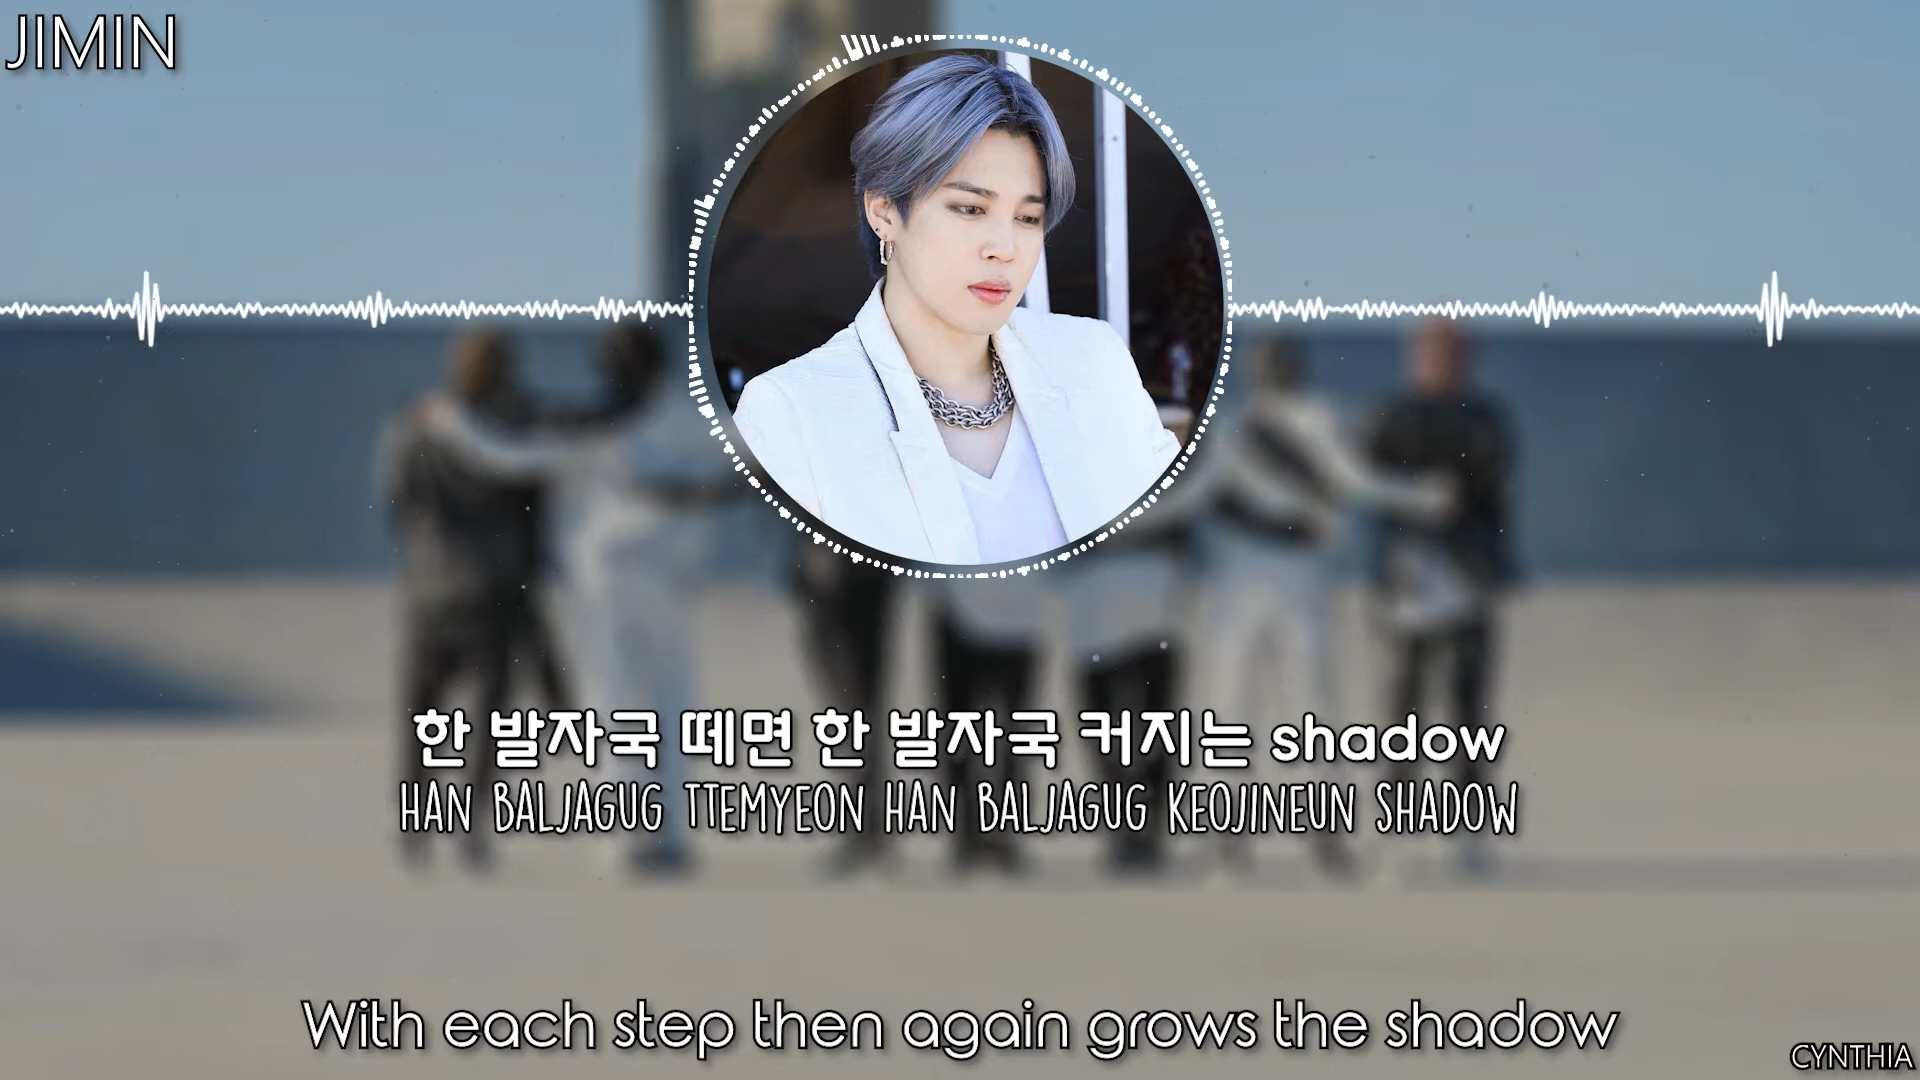 JIMIN
한 발자국 떼면 한 발자국 커지는 shadow
HAN BALJAGUG TTEMYEON HAN BALJAGUG KEOJINEUN SHADOW
With each step then again grows the shadow
CYNTHIA